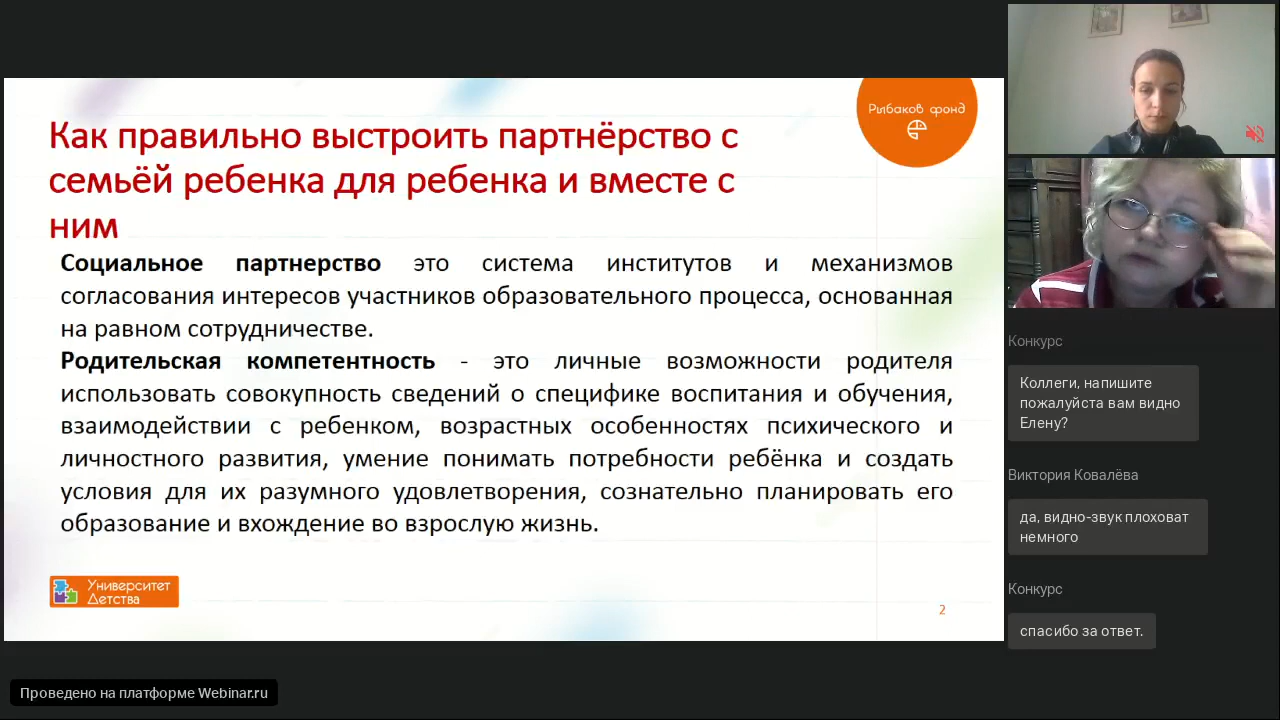 Рыбаков фонд
Как правильно выстроить партнёрство с
семьёй ребенка для ребенка и вместе с
ним
Социальное партнерство это система институтов и механизмов
согласования интересов участников образовательного процесса, основанная
на равном сотрудничестве.
Родительская компетентность - это личные возможности родителя
использовать совокупность сведений о специфике воспитания и обучения,
взаимодействии с ребенком, возрастных особенностях психического и
личностного развития, умение понимать потребности ребёнка и создать
условия для их разумного удовлетворения, сознательно планировать его
образование и вхождение во взрослую жизнь.
Университет
Детства
2
Проведено на платформе Webinar.ru
Конкурс
Коллеги, напишите
пожалуйста вам видно
Елену?
Виктория Ковалёва
да, видно-звук плоховат
немного
Конкурс
спасибо за ответ.